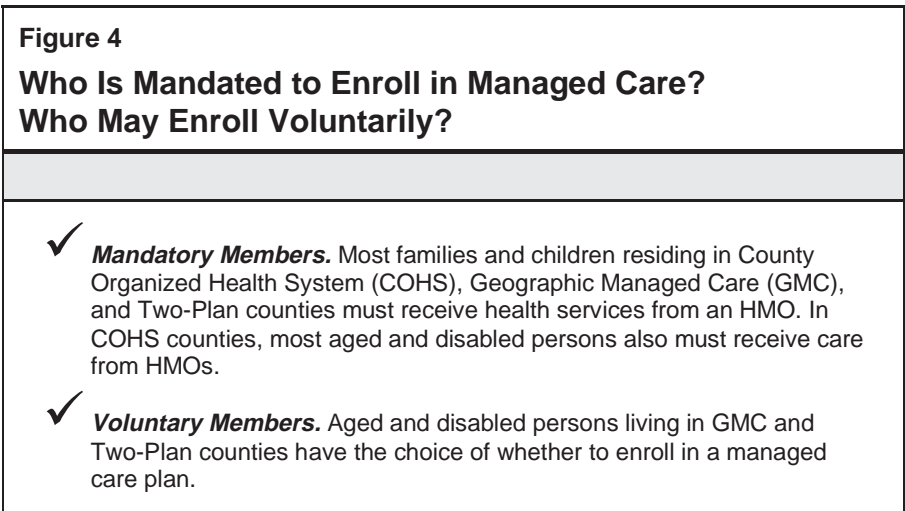 Figure 4
Who Is Mandated to Enroll in Managed Care?
Who May Enroll Voluntarily?
Mandatory Members. Most families and children residing in County
Organized Health System (COHS), Geographic Managed Care (GMC),
and Two-Plan counties must receive health services from an HMO. In
COHS counties, most aged and disabled persons also must receive care
from HMOs.
Voluntary Members. Aged and disabled persons living in GMC and
Two-Plan counties have the choice of whether to enroll in a managed
care plan.